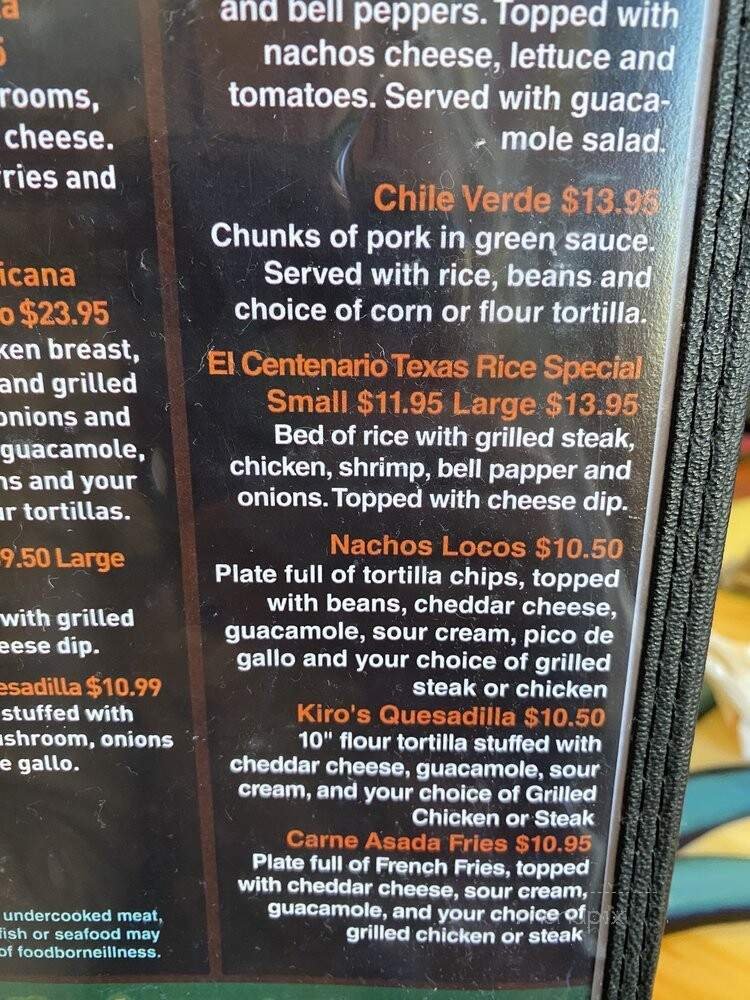 5
rooms,
cheese.
ries and
icana
o $23.95
ken breast,
and grilled
onions and
guacamole,
ns and your
ur tortillas.
9.50 Large
with grilled
eese dip.
esadilla $10.99
stuffed with
ushroom, onions
e gallo.
undercooked meat,
fish or seafood may
of foodborneillness.
and bell peppers. Topped with
nachos cheese, lettuce and
tomatoes. Served with guaca-
mole salad.
Chile Verde $13.95
Chunks of pork in green sauce.
Served with rice, beans and
choice of corn or flour tortilla.
El Centenario Texas Rice Special
Small $11.95 Large $13.95
Bed of rice with grilled steak,
chicken, shrimp, bell papper and
onions. Topped with cheese dip.
Nachos Locos $10.50
Plate full of tortilla chips, topped
with beans, cheddar cheese,
guacamole, sour cream, pico de
gallo and your choice of grilled
steak or chicken
Kiro's Quesadilla $10.50
10" flour tortilla stuffed with
cheddar cheese, guacamole, sour
cream, and your choice of Grilled
Chicken or Steak
Carne Asada Fries $10.95
Plate full of French Fries, topped
with cheddar cheese, sour cream,
guacamole, and your choice of
grilled chicken or steak